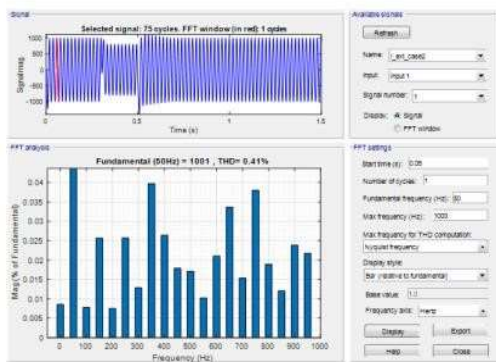 Signal
Selected signal: 75 cycles. FFT window (in red): 1 cycles
1000
500
0
-500
-1000
Signal mag.
0
0.5
1
1.5
Time (s)
FFT analysis
Fundamental (50Hz) = 1001 , THD= 0.41%
0.04
0.035
0.03
0.025
0.02
0.015
0.01
0.005
0
Mag (% of Fundamental)
0 100 200 300 400 500 600 700 800 900 1000
Frequency (Hz)
Available signals
Refresh
Name:
Input: input 1
Signal number: 1
Display: Signal
FFT window
FFT settings
Start time (s): 0.05
Number of cycles: 1
Fundamental frequency (Hz): 50
Max frequency (Hz): 1000
Max frequency for THD computation:
Nyquist frequency
Display style:
Bar (relative to fundamental)
Base value: 1.0
Frequency axis: Hertz
Display Export
Help Close